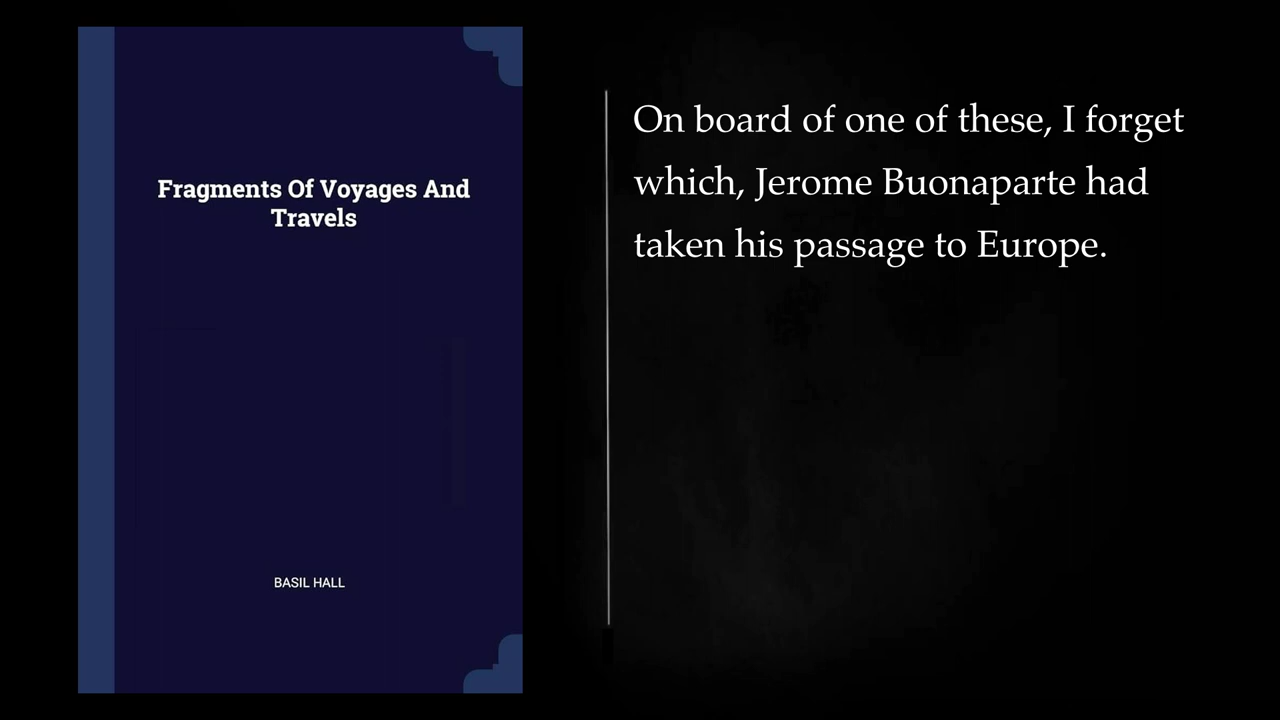 Fragments Of Voyages And
Travels
BASIL HALL
On board of one of these, I forget
which, Jerome Buonaparte had
taken his passage to Europe.